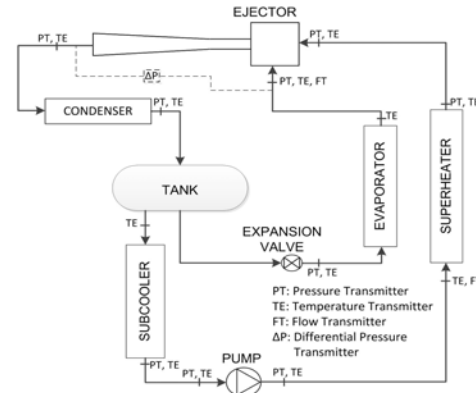 EJECTOR
PT, TE
PT, TE
ΔP
PT, TE, FT
CONDENSER
PT, TE
TE
PT, TE
SUPERHEATER
EVAPORATOR
TANK
TE
EXPANSION
VALVE
PT, TE
SUBCOOLER
PT: Pressure Transmitter
TE: Temperature Transmitter
FT: Flow Transmitter
ΔP: Differential Pressure
Transmitter
TE, F
PT, TE
PUMP
PT, TE
PT, TE